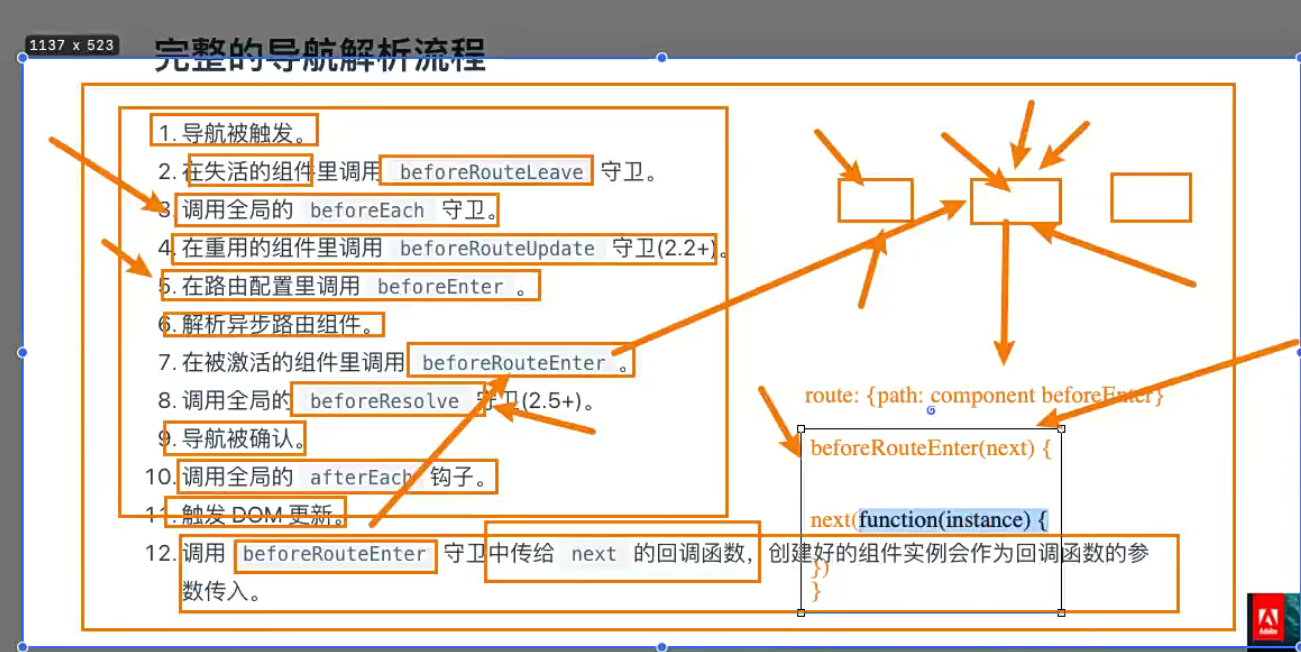 1137 x 523
完整的导航解析流程
1. 导航被触发。
2. 在失活的组件里调用 beforeRouteLeave 守卫。
3. 调用全局的 beforeEach 守卫。
4. 在重用的组件里调用 beforeRouteUpdate 守卫(2.2+)。
5. 在路由配置里调用 beforeEnter 。
6. 解析异步路由组件。
7. 在被激活的组件里调用 beforeRouteEnter 。
8. 调用全局的 beforeResolve 守卫(2.5+)。
9. 导航被确认。
10. 调用全局的 afterEach 钩子。
11. 触发 DOM 更新。
12. 调用 beforeRouteEnter 守卫中传给 next 的回调函数，创建好的组件实例会作为回调函数的参
数传入。
route: {path: component beforeEnter}
beforeRouteEnter(next) {
next(function(instance) {
})
}
Adobe